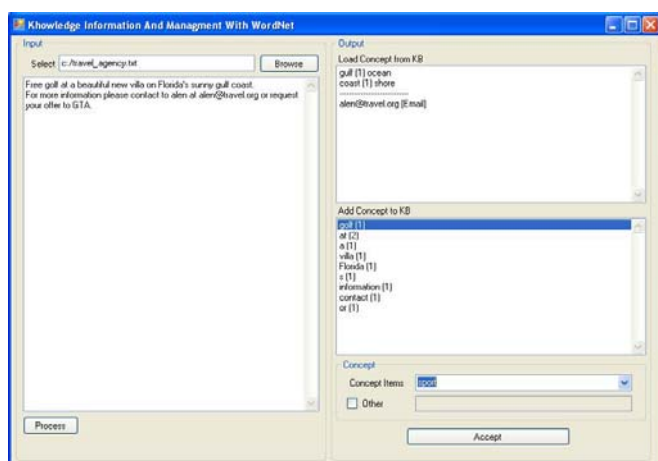 Khowledge Information And Managment With WordNet
Input
Select c:/travel_agency.txt Browse
Free golf at a beautiful new villa on Florida's sunny gulf coast.
For more information please contact to alen at alen@travel.org or request
your offer to GTA.
Process
Output
Load Concept from KB
gulf (1) ocean
coast (1) shore
------------------------
alen@travel.org [Email]
Add Concept to KB
golf (1)
at (2)
a (1)
villa (1)
Florida (1)
s (1)
information (1)
contact (1)
or (1)
Concept
Concept Items sport
Other
Accept